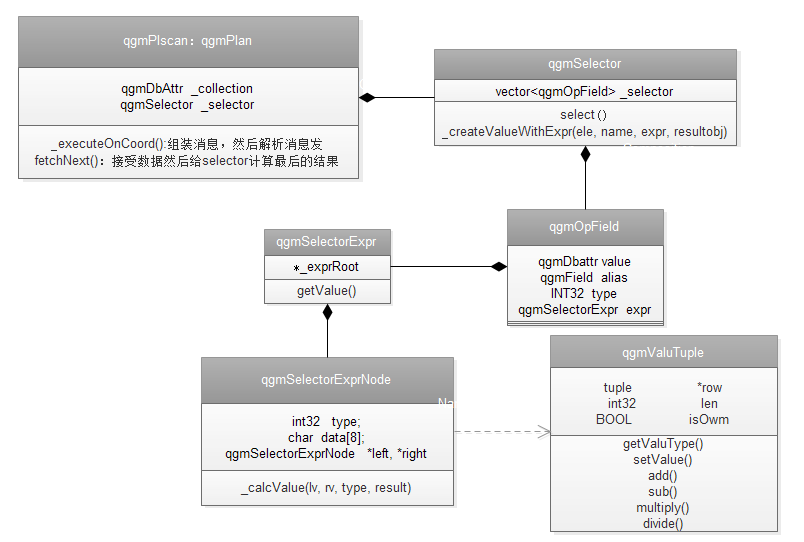 qgmPlscan：qgmPlan
qgmDbAttr _collection
qgmSelector _selector
_executeOnCoord():组装消息，然后解析消息发
fetchNext()：接受数据然后给selector计算最后的结果
qgmSelector
vector<qgmOpField> _selector
select()
_createValueWithExpr(ele, name, expr, resultobj)
qgmSelectorExpr
*_exprRoot
getValue()
qgmOpField
qgmDbattr value
qgmField alias
INT32 type
qgmSelectorExpr expr
qgmSelectorExprNode
Na
int32 type;
char data[8];
qgmSelectorExprNode *left, *right
_calcValue(lv, rv, type, result)
qgmValuTuple
tuple *row
int32 len
BOOL isOwm
getValuType()
setValue()
add()
sub()
multiply()
divide()